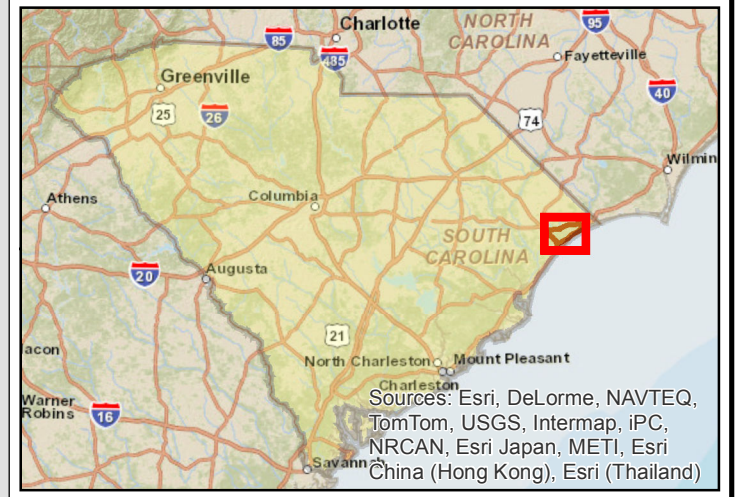 Charlotte
NORTH
CAROLINA
95
85
485
Fayetteville
Greenville
40
25
26
74
Wilmin
Athens
Columbia
SOUTH
CAROLINA
Augusta
20
21
acon
North Charleston
Mount Pleasant
Charleston
Warner
Robins
16
Savannah
Sources: Esri, DeLorme, NAVTEQ,
TomTom, USGS, Intermap, iPC,
NRCAN, Esri Japan, METI, Esri
China (Hong Kong), Esri (Thailand)